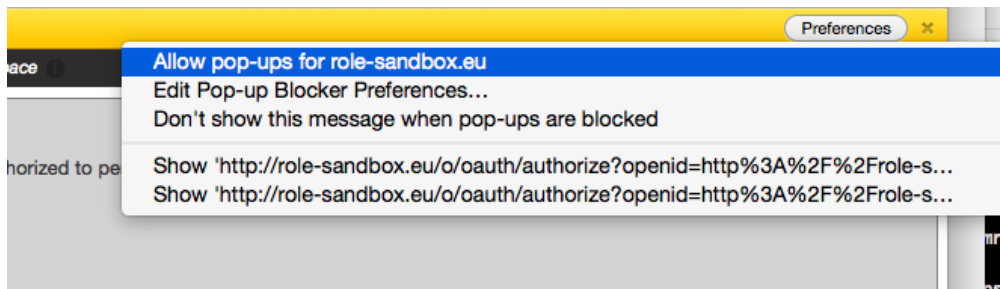 Preferences
ace
Allow pop-ups for role-sandbox.eu
Edit Pop-up Blocker Preferences...
Don't show this message when pop-ups are blocked
horized to pe
Show 'http://role-sandbox.eu/o/oauth/authorize?openid=http%3A%2F%2Frole-s...
Show 'http://role-sandbox.eu/o/oauth/authorize?openid=http%3A%2F%2Frole-s...